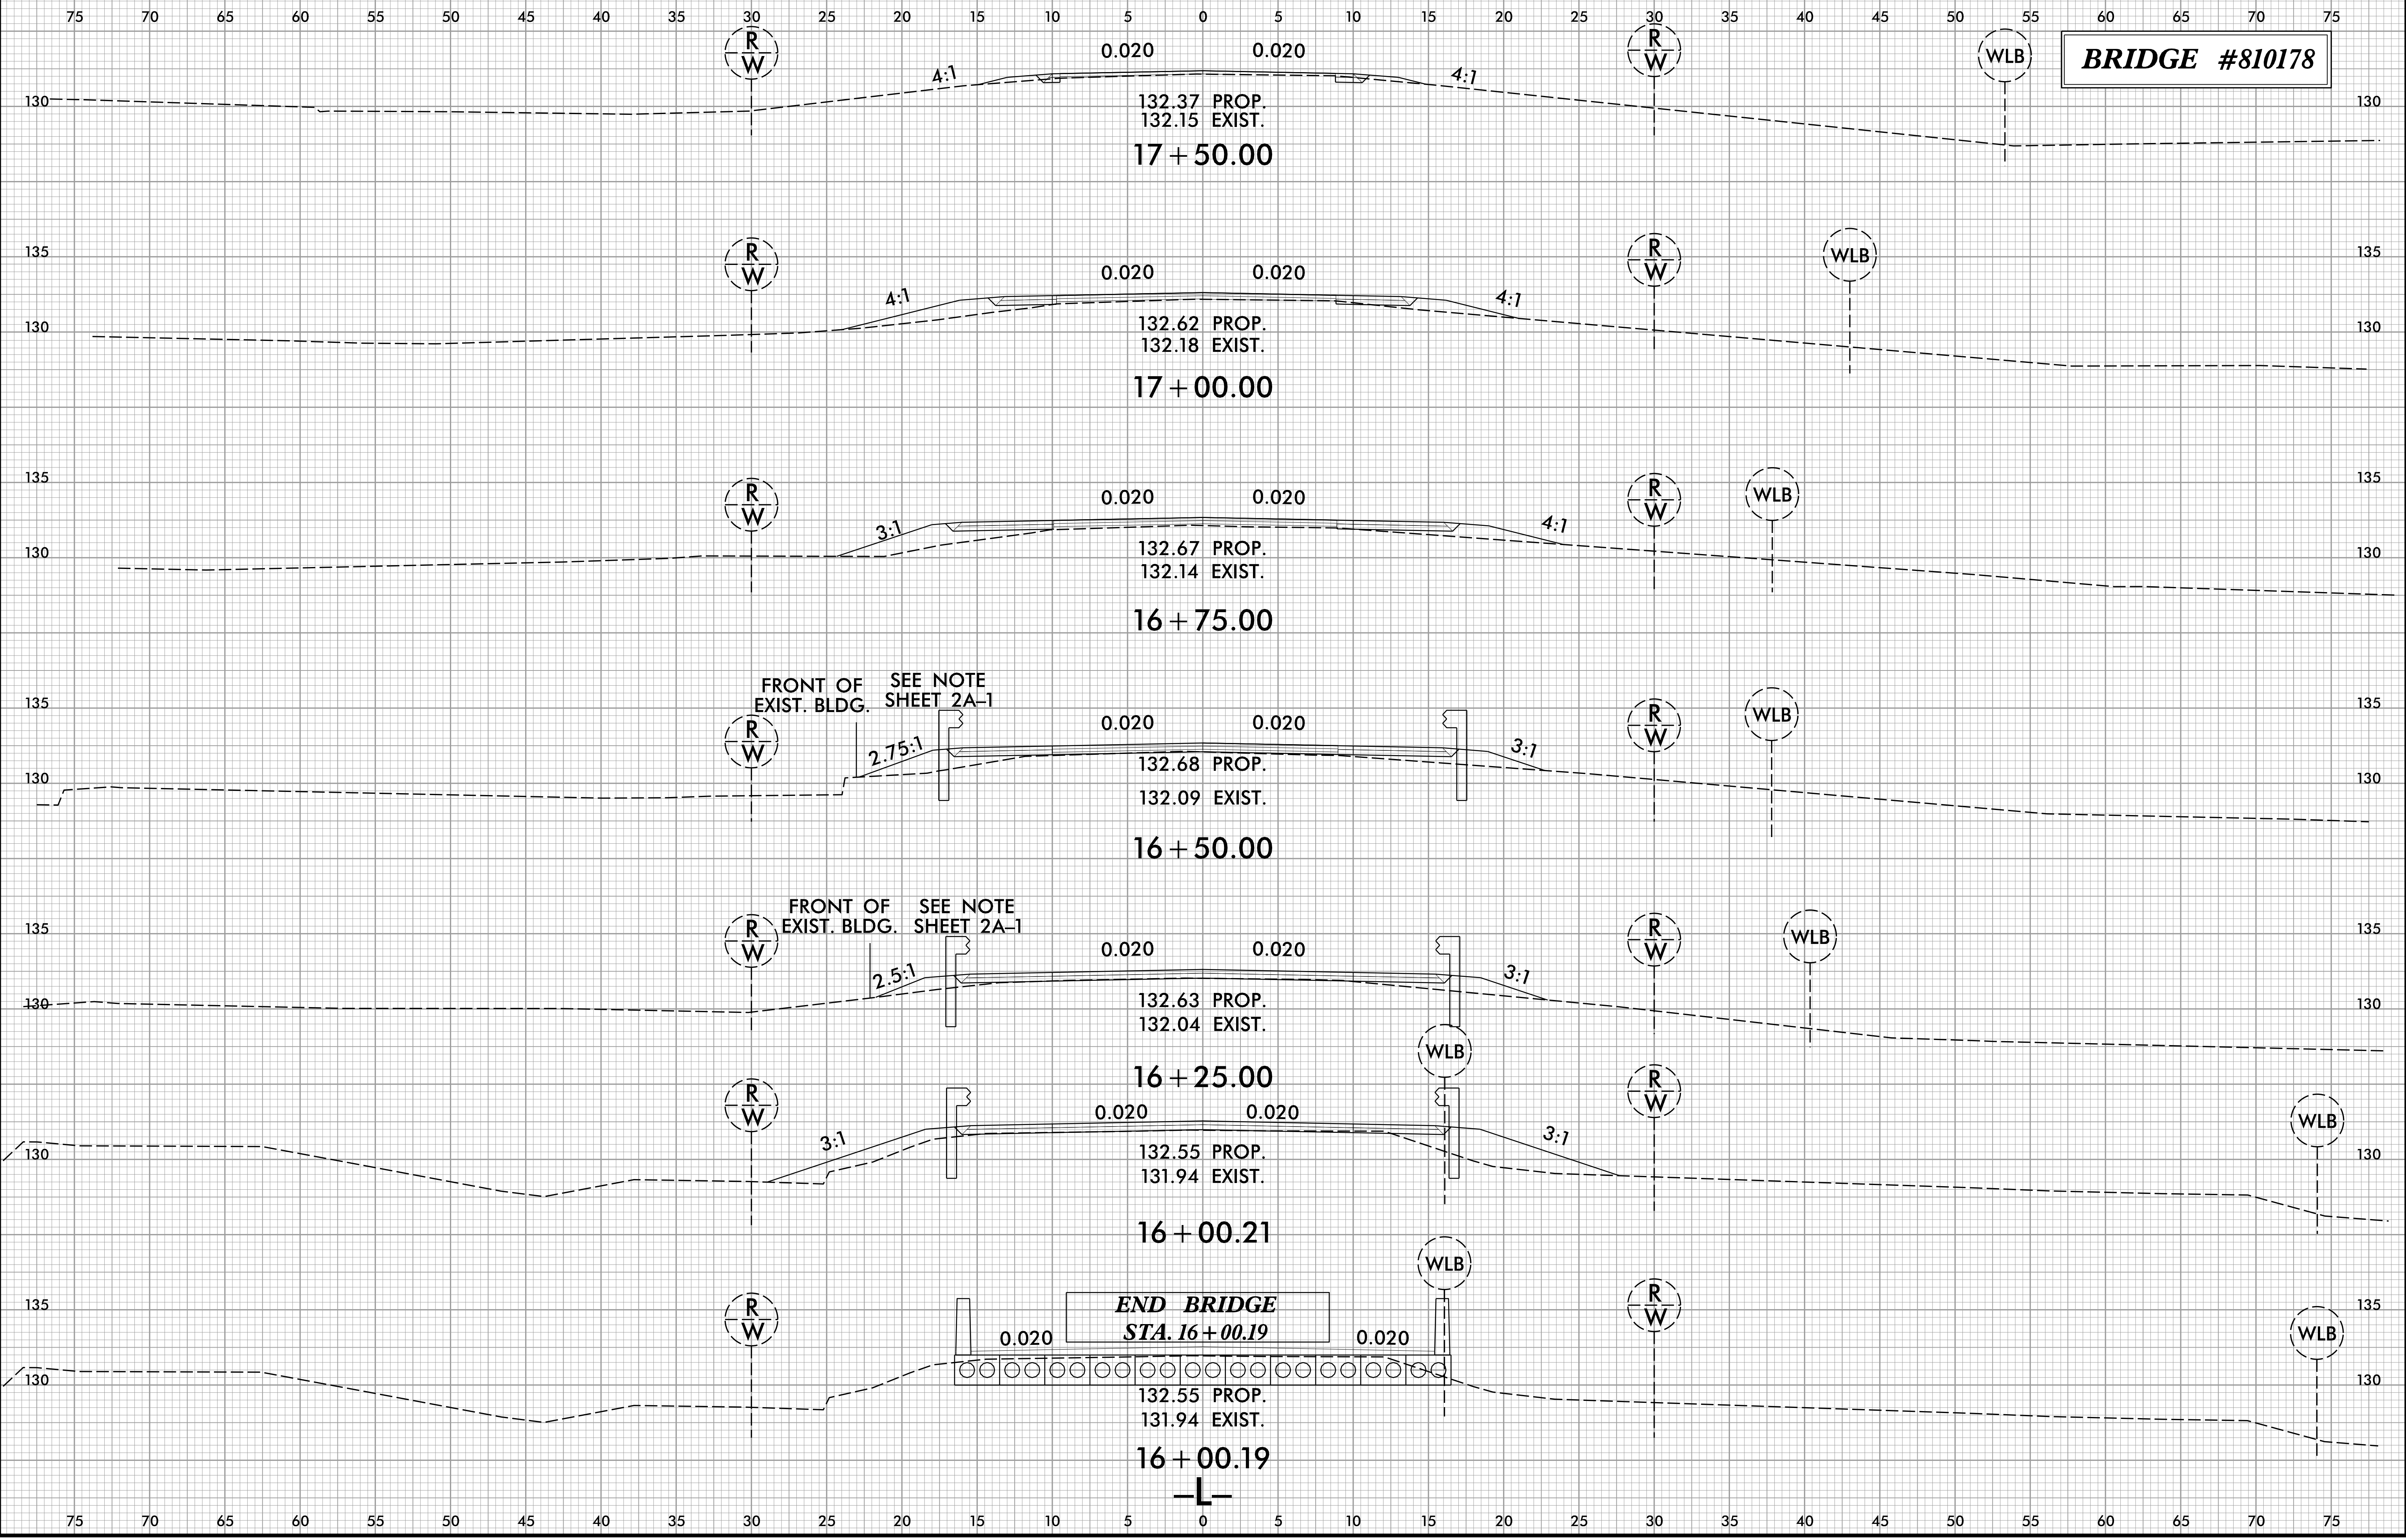 75 70 65 60 55 50 45 40 35 30 25 20 15 10 5 0 5 10 15 20 25 30 35 40 45 50 55 60 65 70 75
R
W
R
W
WLB
BRIDGE #810178
0.020 0.020
4:1 4:1
130 130
132.37 PROP.
132.15 EXIST.
17+50.00
135 135
R
W
R
W
WLB
0.020 0.020
4:1 4:1
130 130
132.62 PROP.
132.18 EXIST.
17+00.00
135 135
R
W
R
W
WLB
0.020 0.020
3:1 4:1
130 130
132.67 PROP.
132.14 EXIST.
16+75.00
FRONT OF
EXIST. BLDG.
SEE NOTE
SHEET 2A-1
135 135
R
W
R
W
WLB
0.020 0.020
2.75:1 3:1
130 130
132.68 PROP.
132.09 EXIST.
16+50.00
FRONT OF
EXIST. BLDG.
SEE NOTE
SHEET 2A-1
135 135
R
W
R
W
WLB
0.020 0.020
2.5:1 3:1
130 130
132.63 PROP.
132.04 EXIST.
WLB
16+25.00
R
W
R
W
WLB
0.020 0.020
3:1 3:1
130 130
132.55 PROP.
131.94 EXIST.
16+00.21
WLB
135 135
R
W
R
W
WLB
END BRIDGE
STA. 16+00.19
0.020 0.020
130 130
132.55 PROP.
131.94 EXIST.
16+00.19
–L–
75 70 65 60 55 50 45 40 35 30 25 20 15 10 5 0 5 10 15 20 25 30 35 40 45 50 55 60 65 70 75